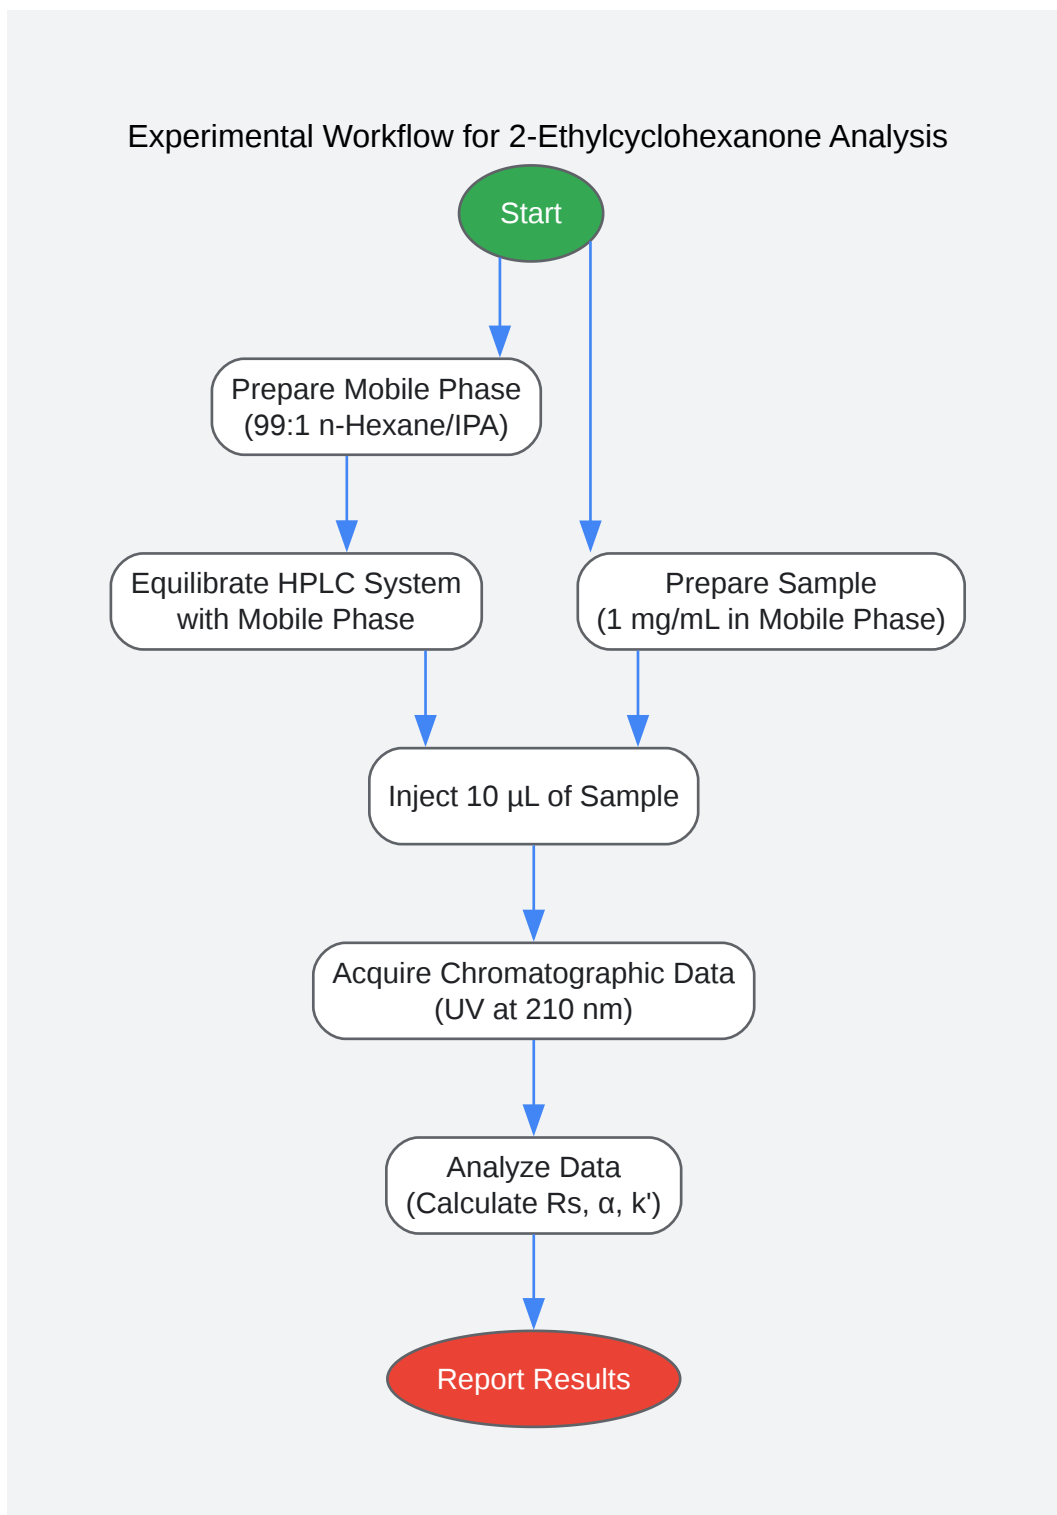 Experimental Workflow for 2-Ethylcyclohexanone Analysis
Start
Prepare Mobile Phase
(99:1 n-Hexane/IPA)
Equilibrate HPLC System
with Mobile Phase
Prepare Sample
(1 mg/mL in Mobile Phase)
Inject 10 µL of Sample
Acquire Chromatographic Data
(UV at 210 nm)
Analyze Data
(Calculate Rs, α, k')
Report Results